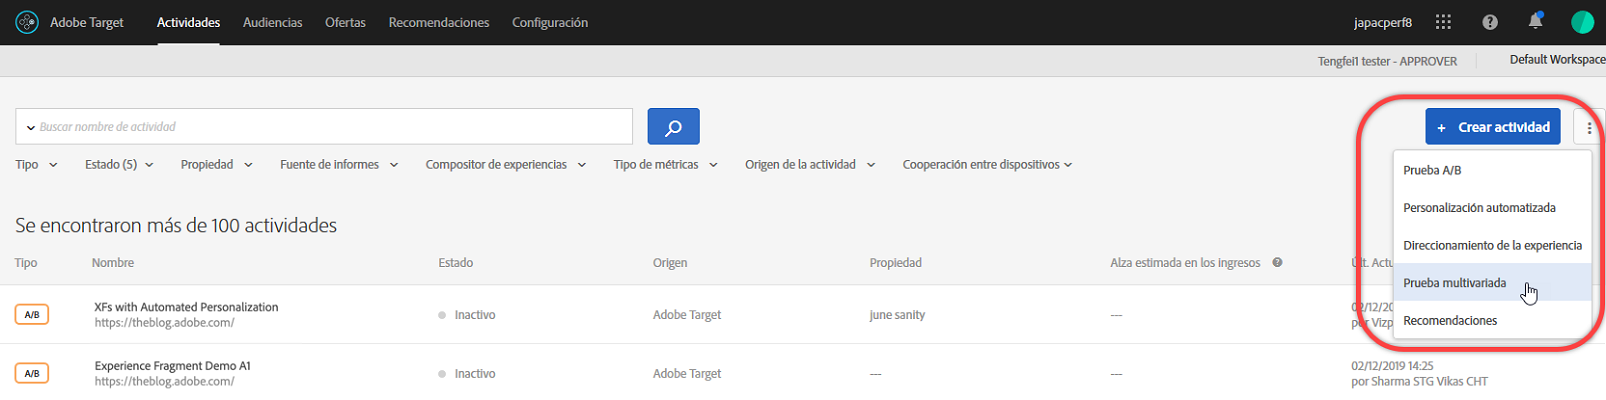 Adobe Target Actividades Audiencias Ofertas Recomendaciones Configuración japacperf8
Tengfei1 tester - APPROVER Default Workspace
Buscar nombre de actividad
+ Crear actividad
Tipo Estado (5) Propiedad Fuente de informes Compositor de experiencias Tipo de métricas Origen de la actividad Cooperación entre dispositivos
Prueba A/B
Personalización automatizada
Direccionamiento de la experiencia
Prueba multivariada
Recomendaciones
Se encontraron más de 100 actividades
Tipo Nombre Estado Origen Propiedad Alza estimada en los ingresos Últ. Actu
A/B XFs with Automated Personalization Inactivo Adobe Target june sanity --- 02/12/20
https://theblog.adobe.com/ por Vizp
A/B Experience Fragment Demo A1 Inactivo Adobe Target --- --- 02/12/2019 14:25
https://theblog.adobe.com/ por Sharma STG Vikas CHT